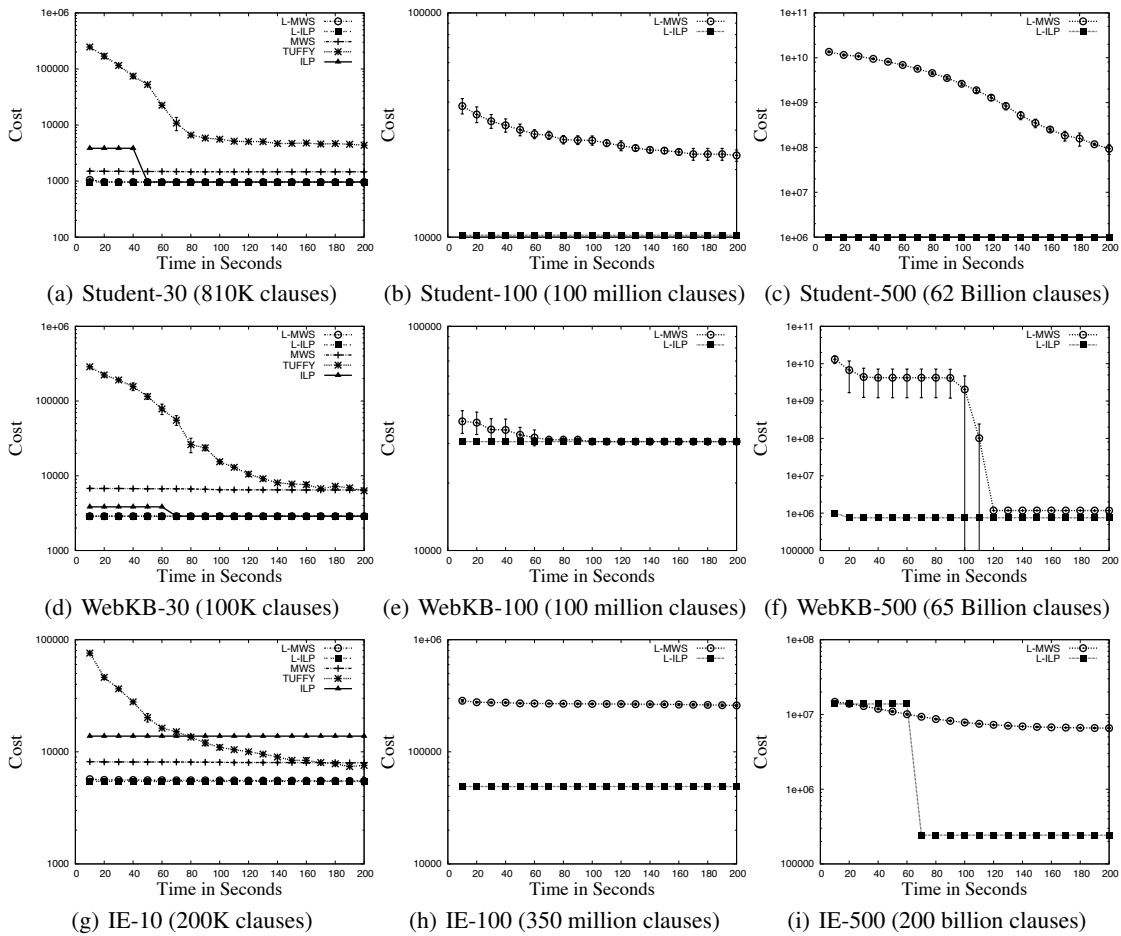 1e+06
100000
10000
1000
100
0 20 40 60 80 100 120 140 160 180 200
Cost
Time in Seconds
L-MWS
L-ILP
MWS
TUFFY
ILP
(a) Student-30 (810K clauses)
100000
10000
0 20 40 60 80 100 120 140 160 180 200
Cost
Time in Seconds
L-MWS
L-ILP
(b) Student-100 (100 million clauses)
1e+11
1e+10
1e+09
1e+08
1e+07
1e+06
0 20 40 60 80 100 120 140 160 180 200
Cost
Time in Seconds
L-MWS
L-ILP
(c) Student-500 (62 Billion clauses)
1e+06
100000
10000
1000
0 20 40 60 80 100 120 140 160 180 200
Cost
Time in Seconds
L-MWS
L-ILP
MWS
TUFFY
ILP
(d) WebKB-30 (100K clauses)
100000
10000
0 20 40 60 80 100 120 140 160 180 200
Cost
Time in Seconds
L-MWS
L-ILP
(e) WebKB-100 (100 million clauses)
1e+11
1e+10
1e+09
1e+08
1e+07
1e+06
100000
0 20 40 60 80 100 120 140 160 180 200
Cost
Time in Seconds
L-MWS
L-ILP
(f) WebKB-500 (65 Billion clauses)
100000
10000
1000
0 20 40 60 80 100 120 140 160 180 200
Cost
Time in Seconds
L-MWS
L-ILP
MWS
TUFFY
ILP
(g) IE-10 (200K clauses)
1e+06
100000
10000
0 20 40 60 80 100 120 140 160 180 200
Cost
Time in Seconds
L-MWS
L-ILP
(h) IE-100 (350 million clauses)
1e+08
1e+07
1e+06
100000
0 20 40 60 80 100 120 140 160 180 200
Cost
Time in Seconds
L-MWS
L-ILP
(i) IE-500 (200 billion clauses)